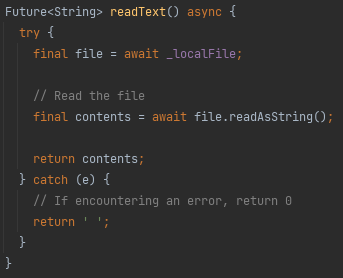 Future<String> readText() async {
  try {
    final file = await _localFile;

    // Read the file
    final contents = await file.readAsString();

    return contents;
  } catch (e) {
    // If encountering an error, return 0
    return ' ';
  }
}